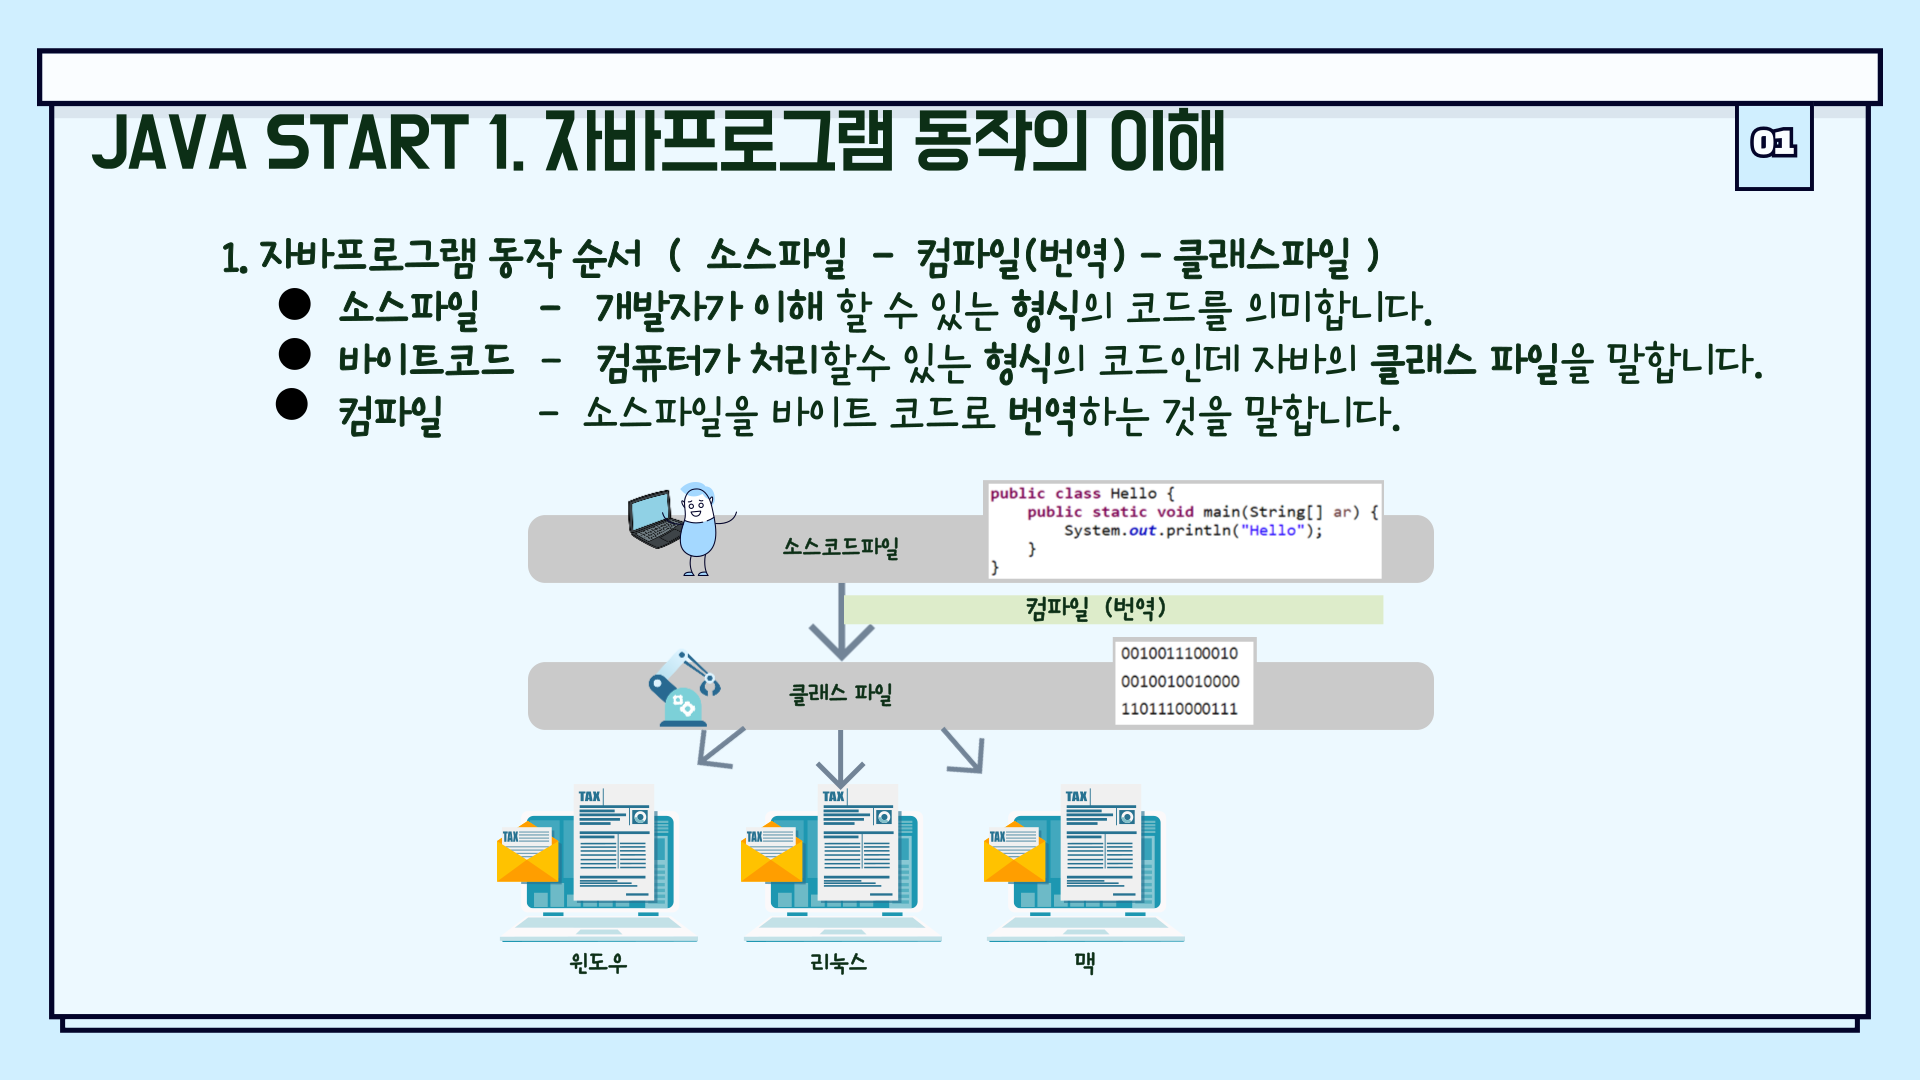 JAVA START 1. 자바프로그램 동작의 이해
01
1. 자바프로그램 동작 순서 ( 소스파일 - 컴파일(번역) - 클래스파일 )
● 소스파일 - 개발자가 이해 할 수 있는 형식의 코드를 의미합니다.
● 바이트코드 - 컴퓨터가 처리할수 있는 형식의 코드인데 자바의 클래스 파일을 말합니다.
● 컴파일 - 소스파일을 바이트 코드로 번역하는 것을 말합니다.
소스코드파일
public class Hello {
public static void main(String[] ar) {
System.out.println("Hello");
}
}
컴파일 (번역)
클래스 파일
0010011100010
0010010010000
1101110000111
TAX
TAX
TAX
TAX
TAX
TAX
윈도우
리눅스
맥